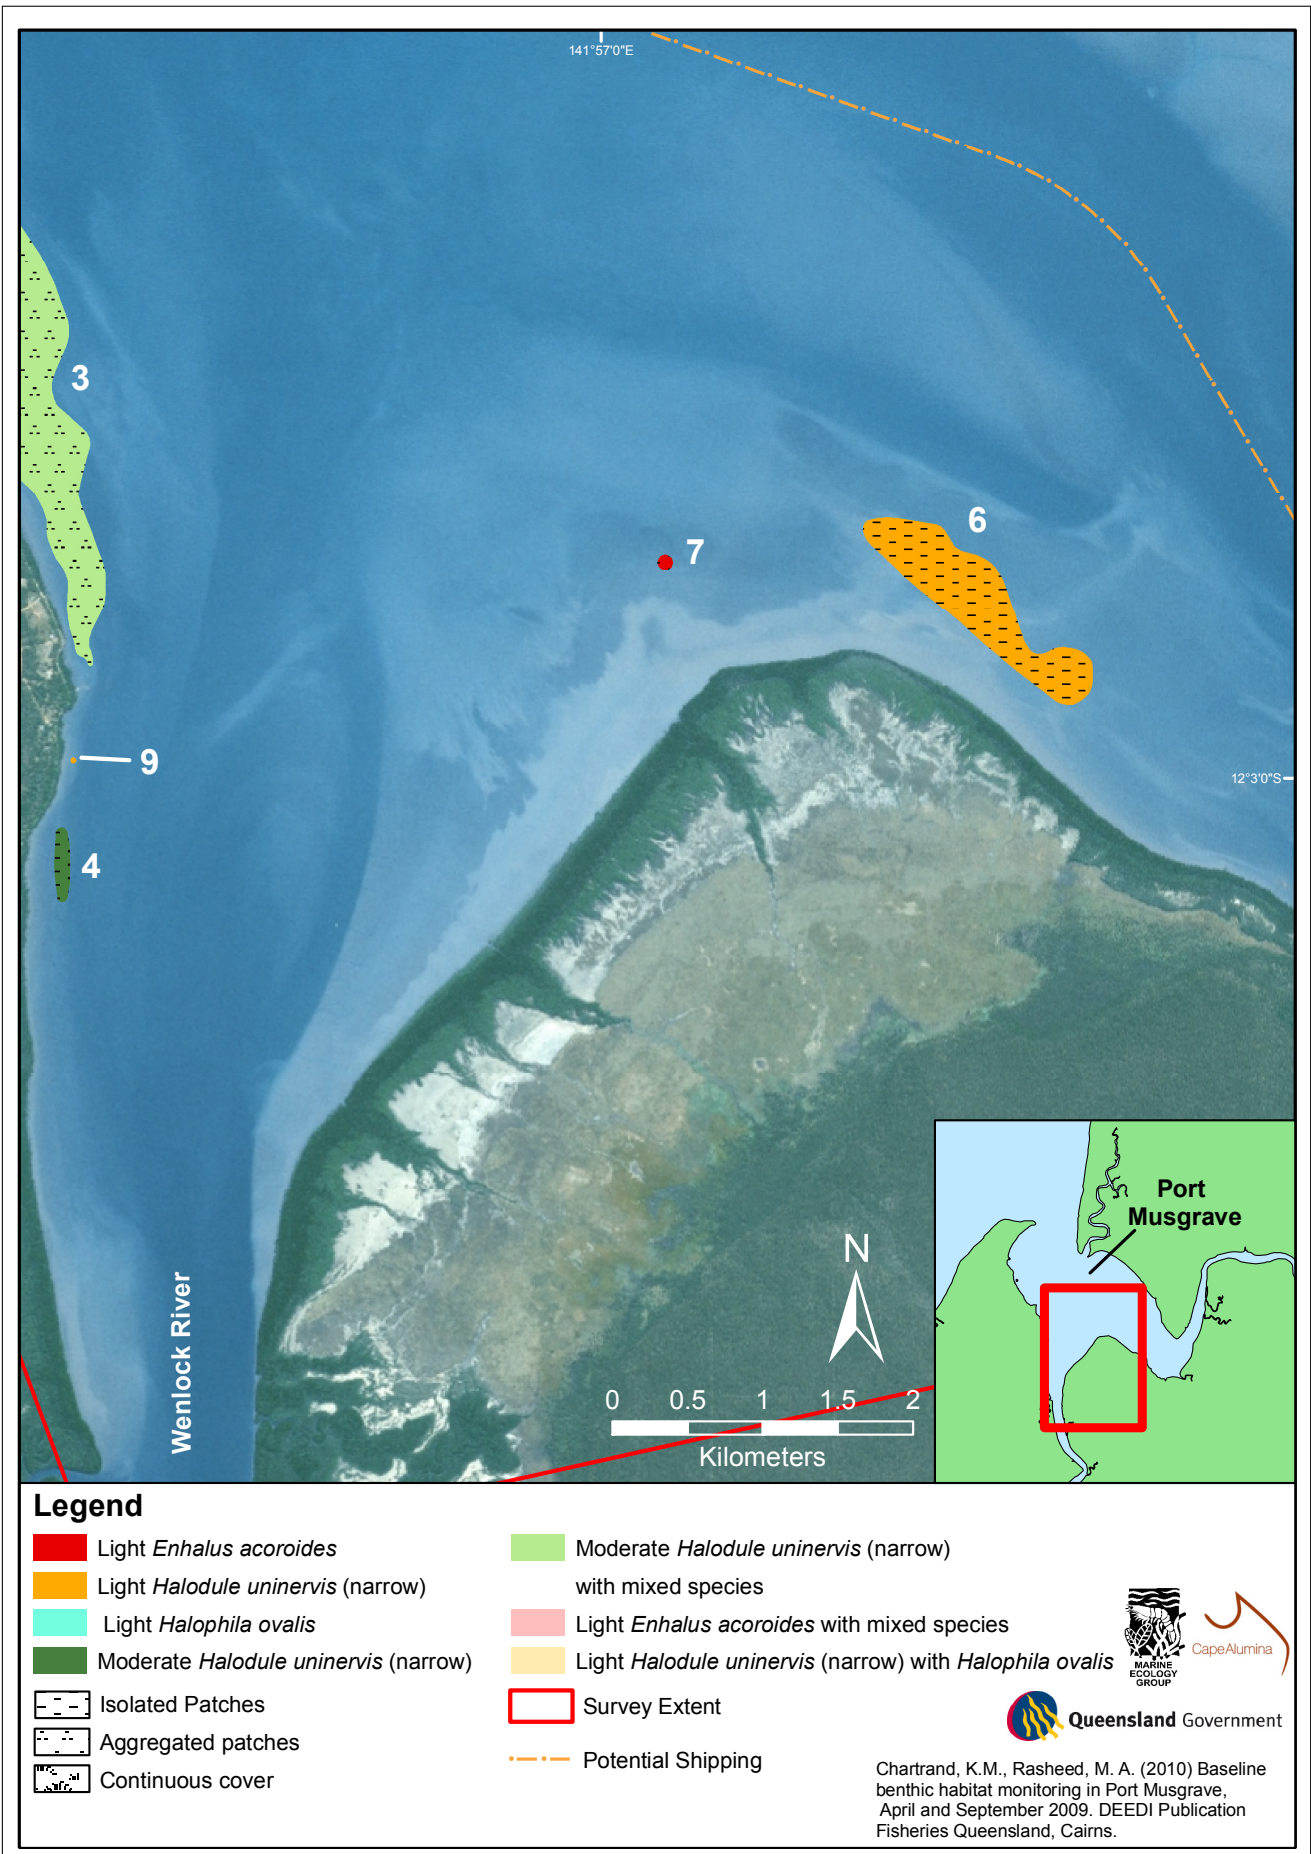 141°57'0"E
3
6
7
9
12°3'0"S
4
Port
Musgrave
N
Wenlock River
0 0.5 1 1.5 2
Kilometers
Legend
Light Enhalus acoroides
Light Halodule uninervis (narrow)
Light Halophila ovalis
Moderate Halodule uninervis (narrow)
Isolated Patches
Aggregated patches
Continuous cover
Moderate Halodule uninervis (narrow)
with mixed species
Light Enhalus acoroides with mixed species
Light Halodule uninervis (narrow) with Halophila ovalis
Survey Extent
Potential Shipping
MARINE
ECOLOGY
GROUP
CapeAlumina
Queensland Government
Chartrand, K.M., Rasheed, M. A. (2010) Baseline
benthic habitat monitoring in Port Musgrave,
April and September 2009. DEEDI Publication
Fisheries Queensland, Cairns.